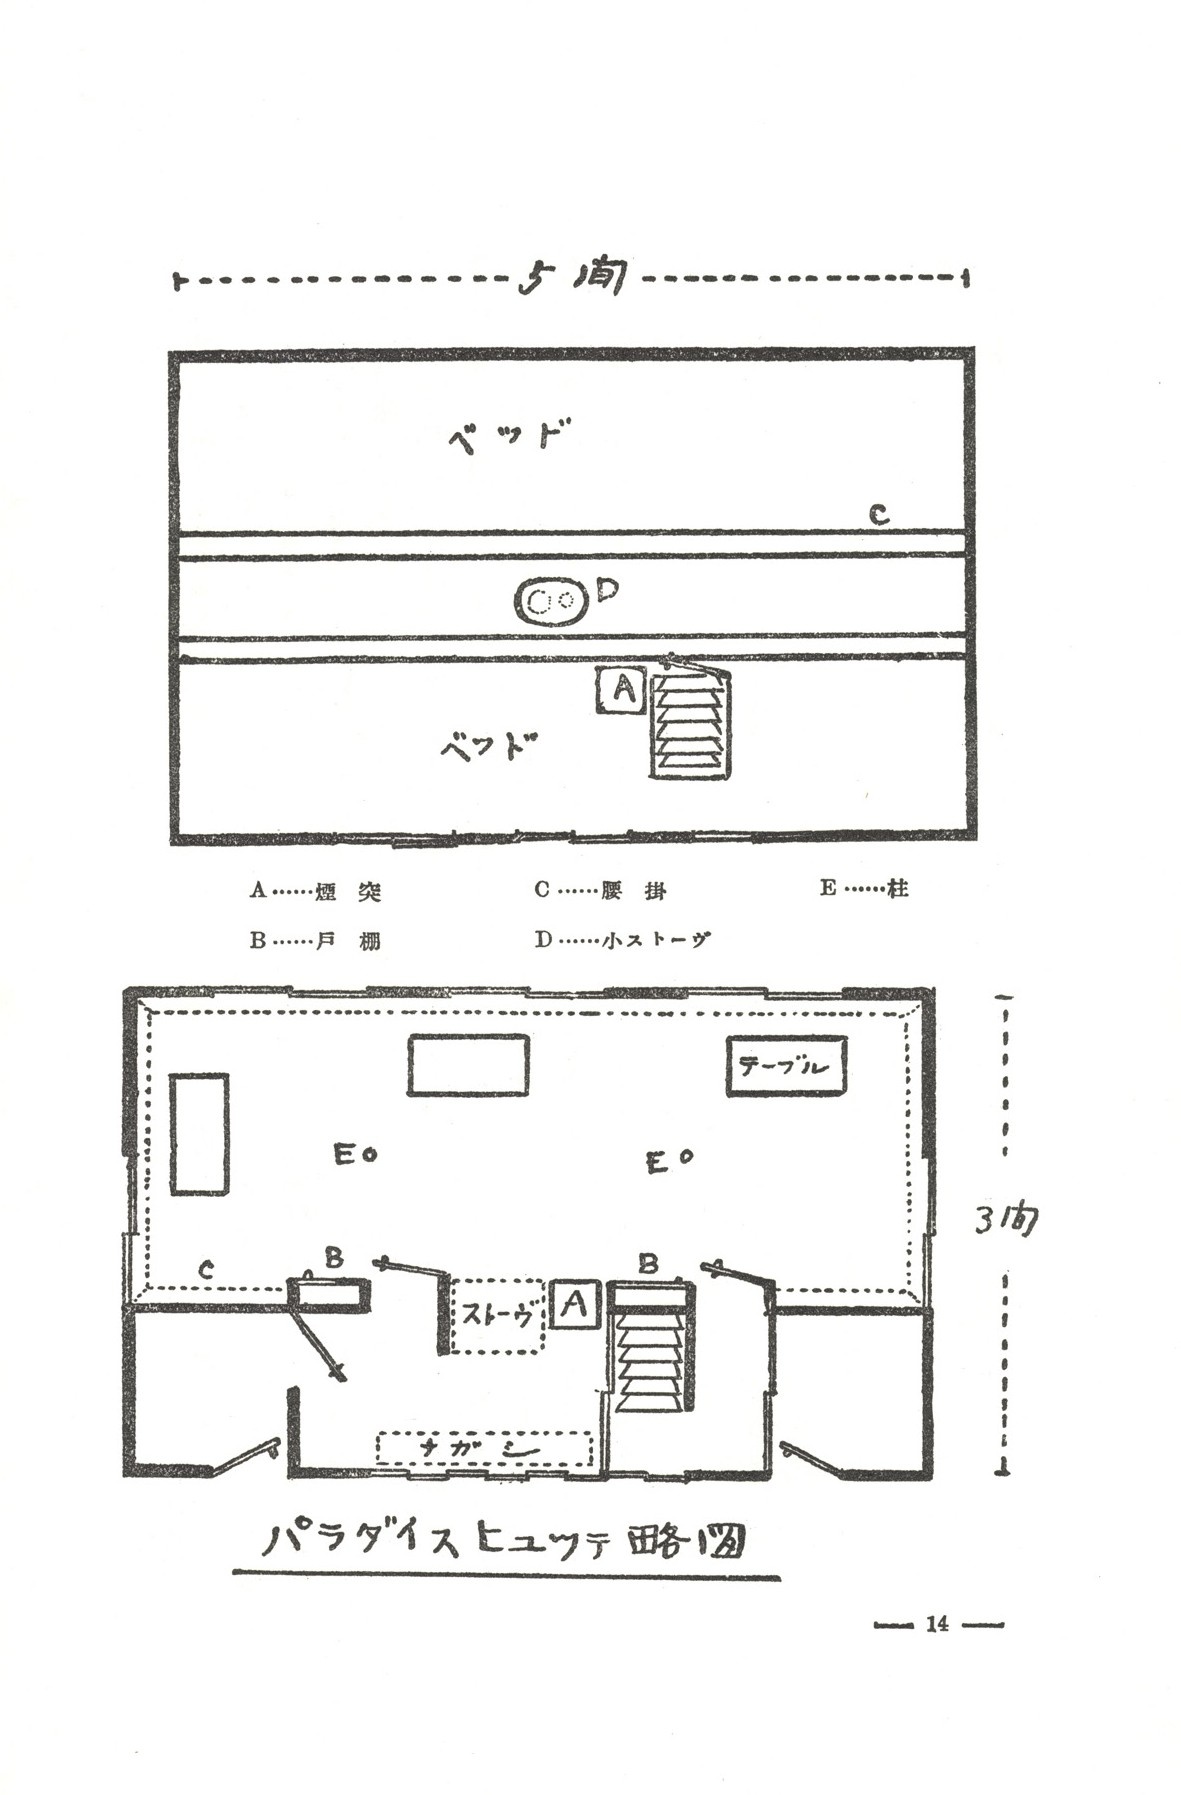 5間
ベッド
C
D
A
ベッド
A……煙突
C……腰掛
E……柱
B……戸棚
D……小ストーヴ
テーブル
E
E
3間
C
B
B
ストーヴ
A
ナガシ
パラダイスヒュッテ略図
— 14 —